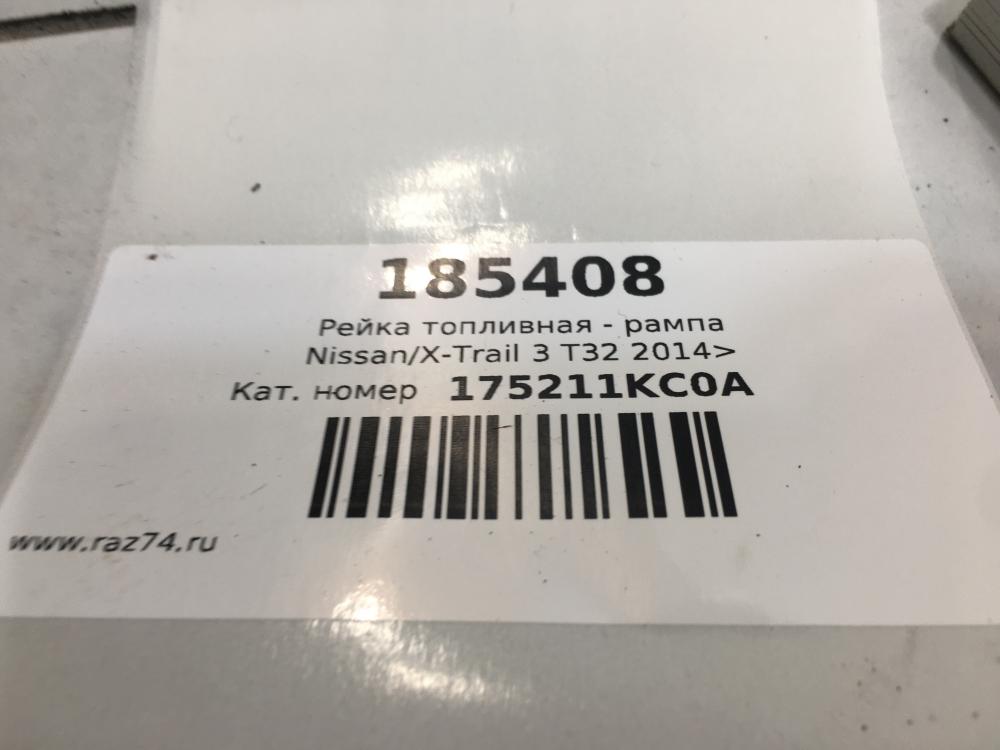 185408
Рейка топливная - рампа
Nissan/X-Trail 3 T32 2014>
Кат. номер 175211KC0A
www.raz74.ru